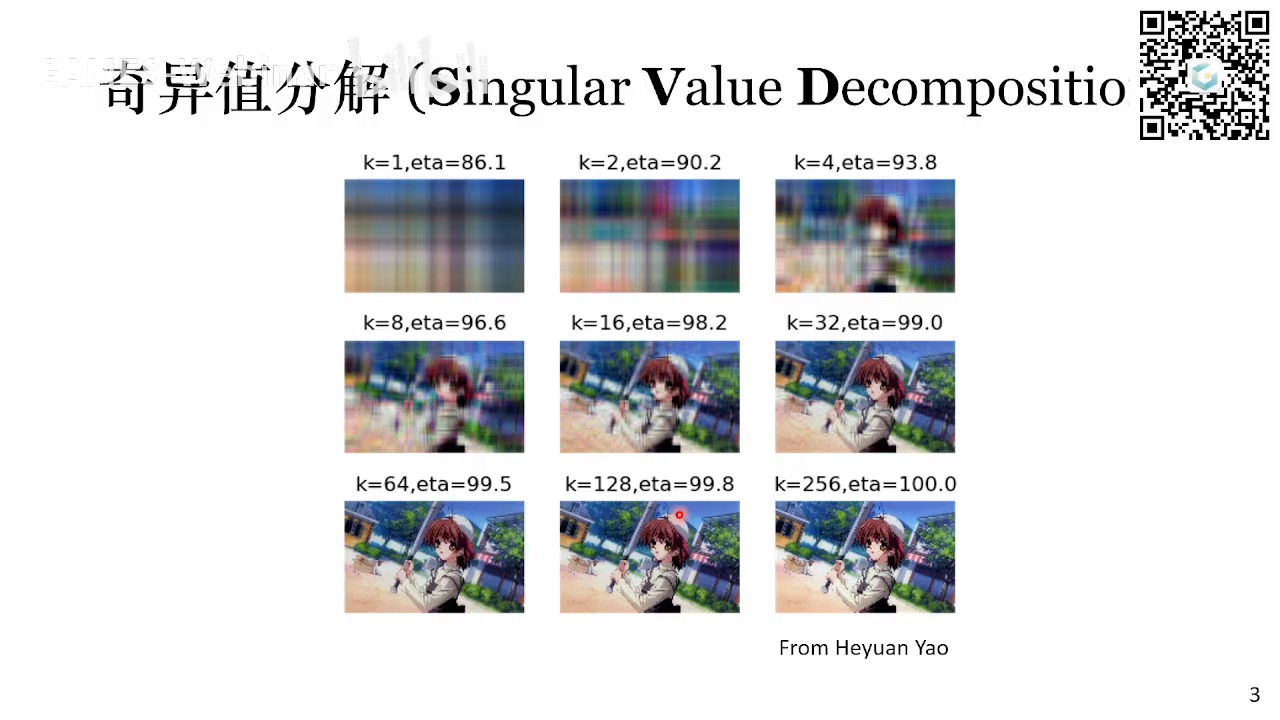 奇异值分解 (Singular Value Decompositio
k=1,eta=86.1
k=2,eta=90.2
k=4,eta=93.8
k=8,eta=96.6
k=16,eta=98.2
k=32,eta=99.0
k=64,eta=99.5
k=128,eta=99.8
k=256,eta=100.0
From Heyuan Yao
3